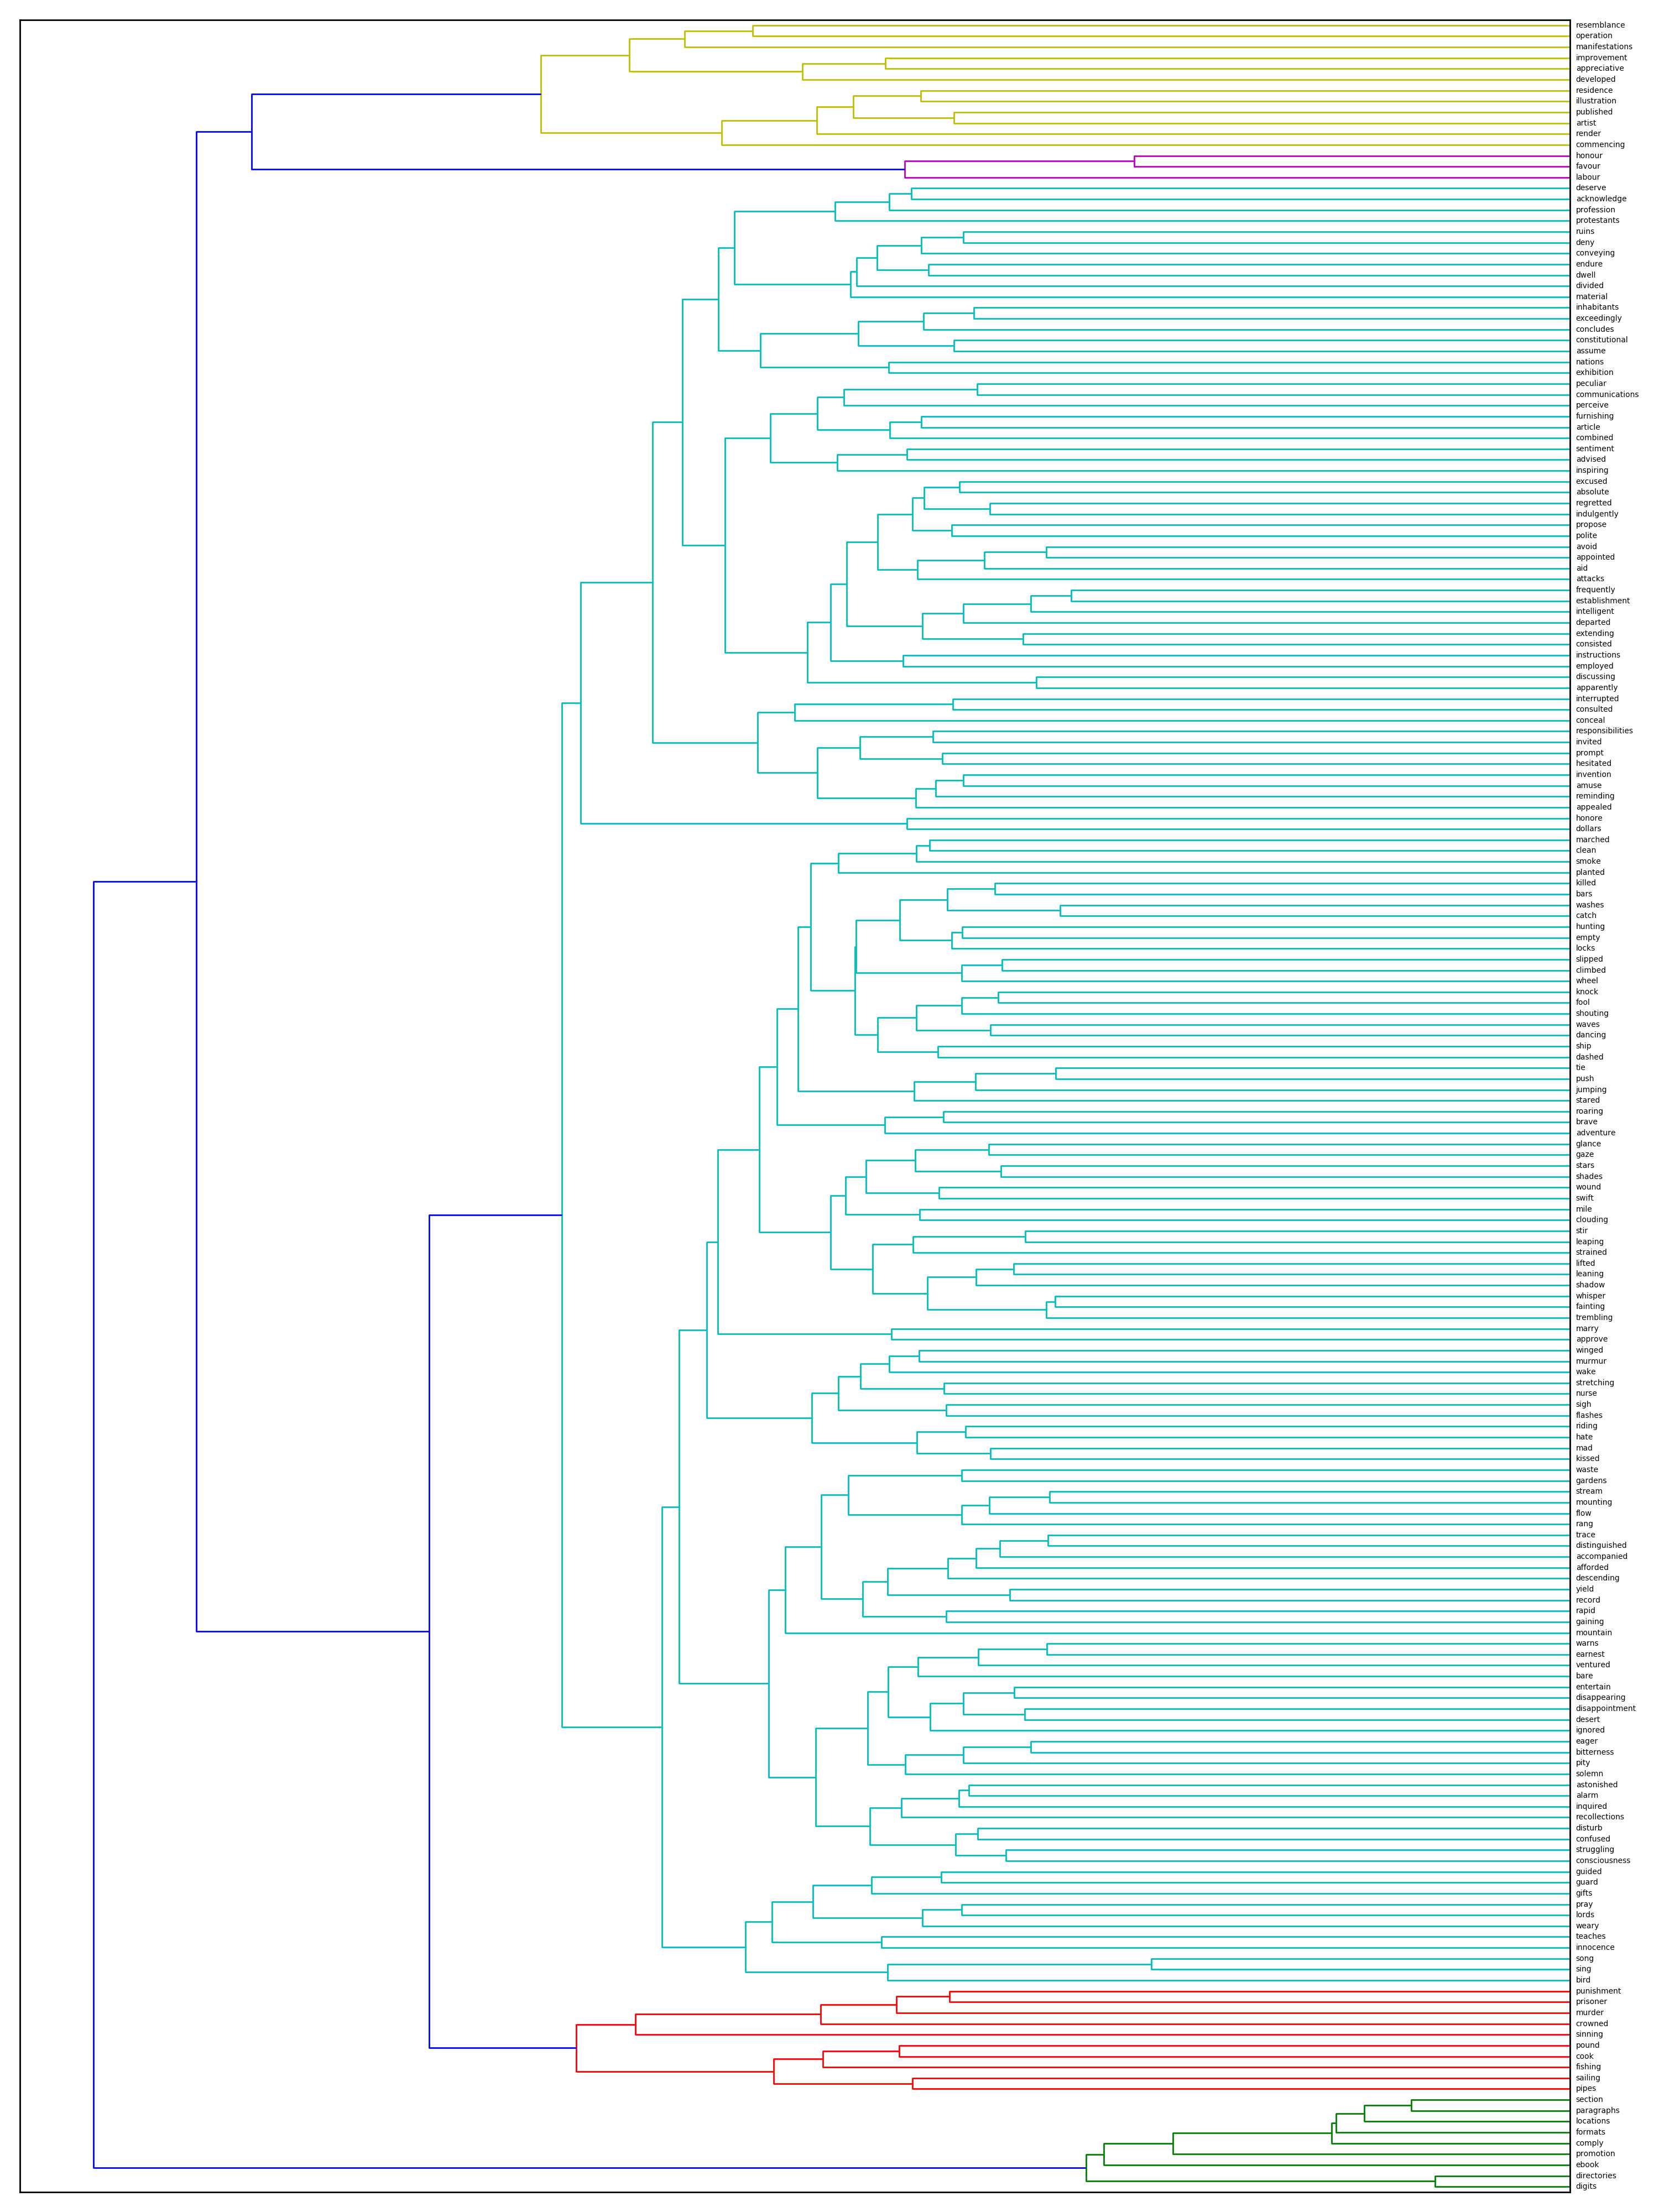 resemblance
operation
manifestations
improvement
appreciative
developed
residence
illustration
published
artist
render
commencing
honour
favour
labour
deserve
acknowledge
profession
protestants
ruins
deny
conveying
endure
dwell
divided
material
inhabitants
exceedingly
concludes
constitutional
assume
nations
exhibition
peculiar
communications
perceive
furnishing
article
combined
sentiment
advised
inspiring
excused
absolute
regretted
indulgently
propose
polite
avoid
appointed
aid
attacks
frequently
establishment
intelligent
departed
extending
consisted
instructions
employed
discussing
apparently
interrupted
consulted
conceal
responsibilities
invited
prompt
hesitated
invention
amuse
reminding
appealed
honore
dollars
marched
clean
smoke
planted
killed
bars
washes
catch
hunting
empty
locks
slipped
climbed
wheel
knock
fool
shouting
waves
dancing
ship
dashed
tie
push
jumping
stared
roaring
brave
adventure
glance
gaze
stars
shades
wound
swift
mile
clouding
stir
leaping
strained
lifted
leaning
shadow
whisper
fainting
trembling
marry
approve
winged
murmur
wake
stretching
nurse
sigh
flashes
riding
hate
mad
kissed
waste
gardens
stream
mounting
flow
rang
trace
distinguished
accompanied
afforded
descending
yield
record
rapid
gaining
mountain
warns
earnest
ventured
bare
entertain
disappearing
disappointment
desert
ignored
eager
bitterness
pity
solemn
astonished
alarm
inquired
recollections
disturb
confused
struggling
consciousness
guided
guard
gifts
pray
lords
weary
teaches
innocence
song
sing
bird
punishment
prisoner
murder
crowned
sinning
pound
cook
fishing
sailing
pipes
section
paragraphs
locations
formats
comply
promotion
ebook
directories
digits